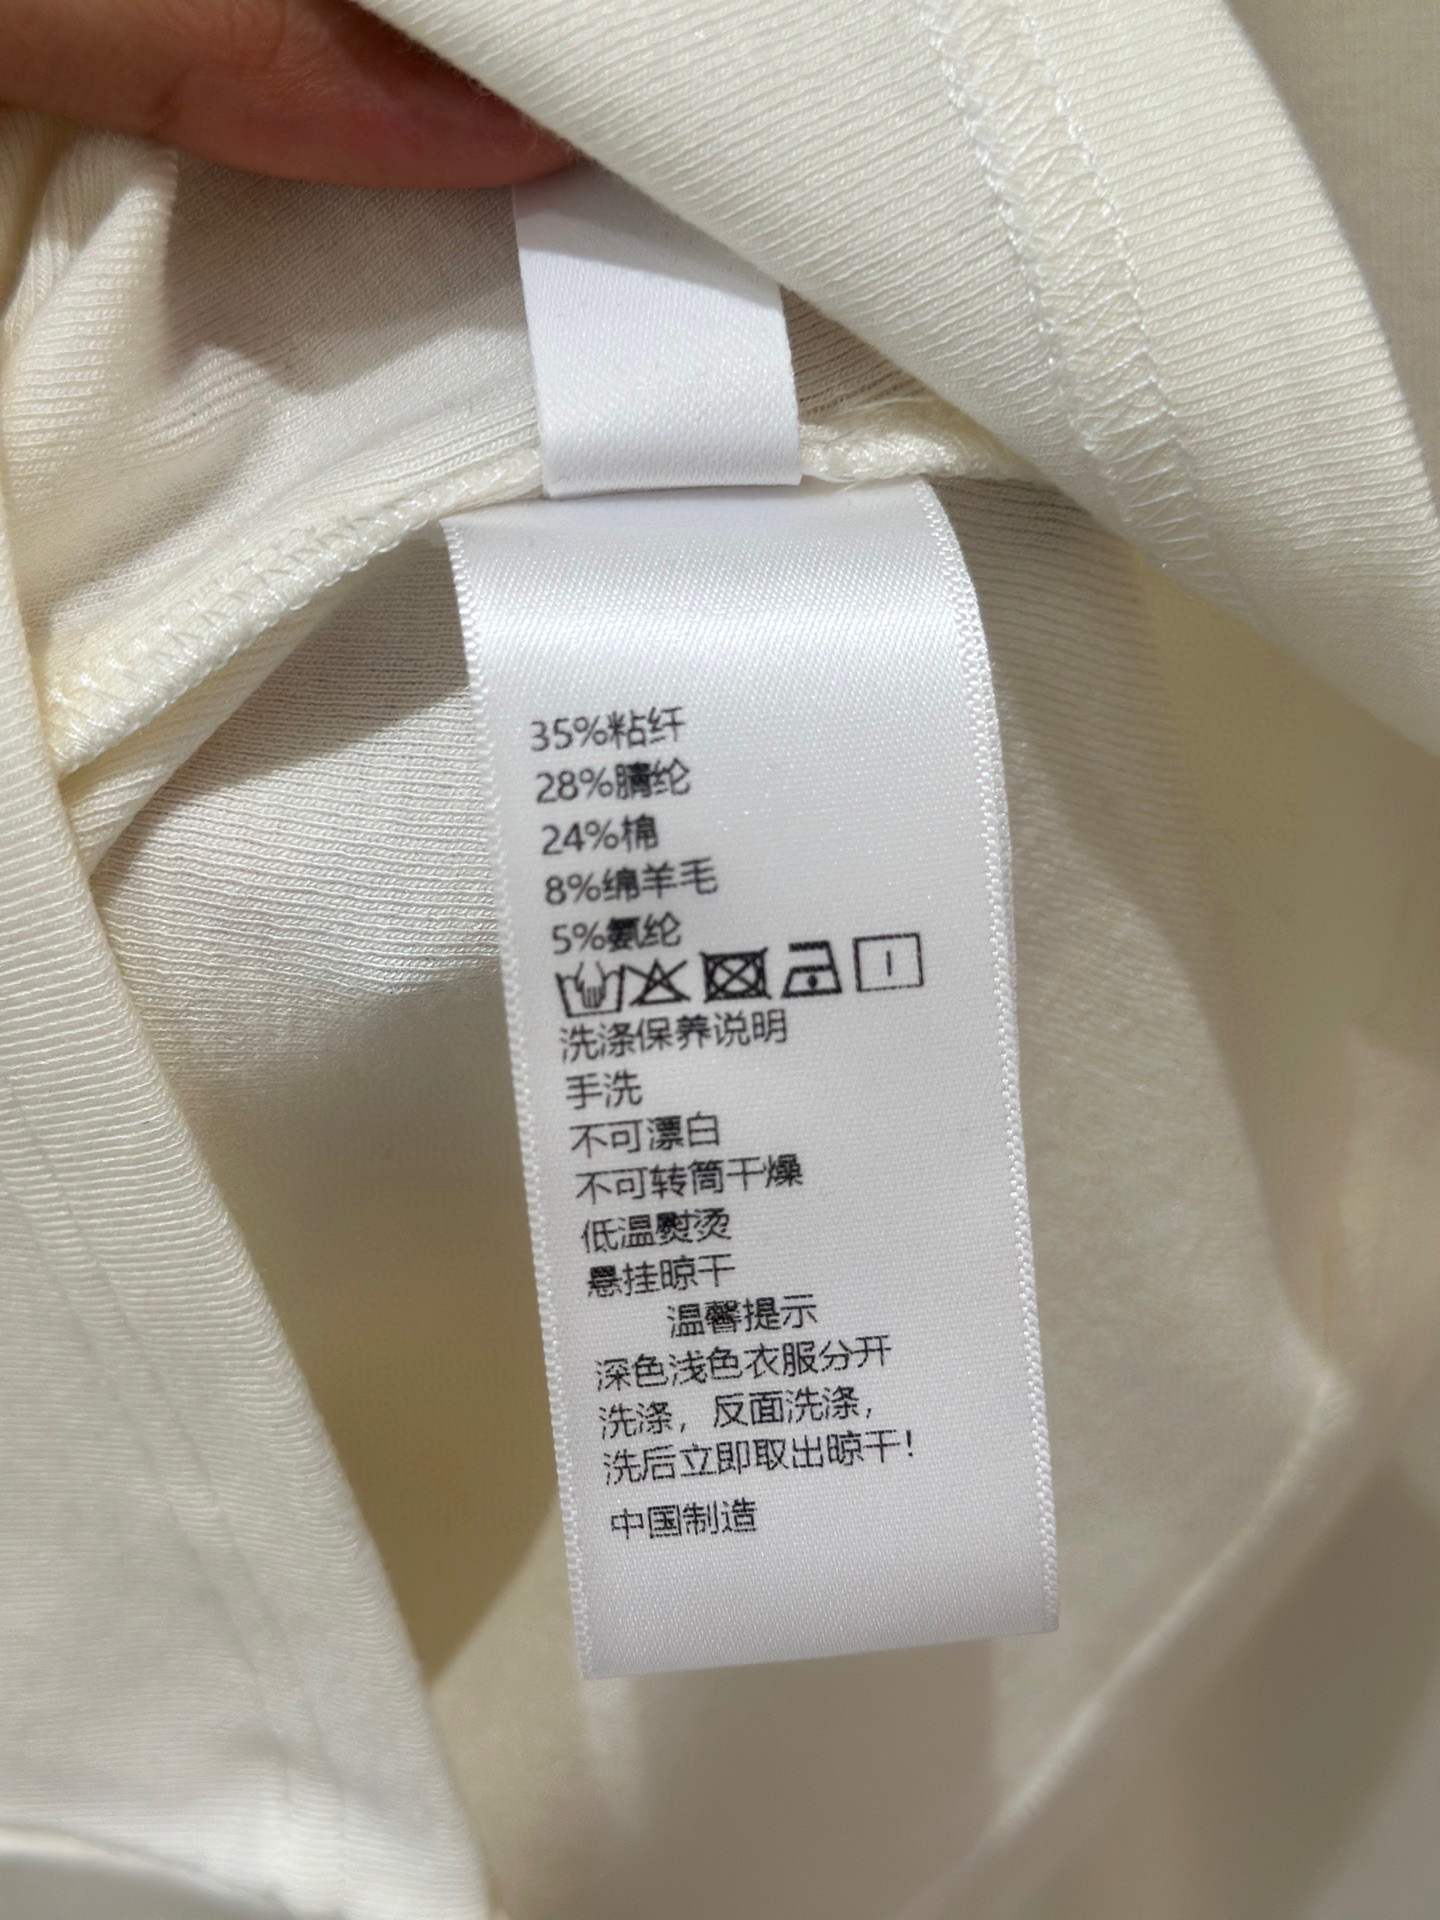 35%粘纤
28%腈纶
24%棉
8%绵羊毛
5%氨纶
洗涤保养说明
手洗
不可漂白
不可转筒干燥
低温熨烫
悬挂晾干
温馨提示
深色浅色衣服分开
洗涤，反面洗涤，
洗后立即取出晾干！
中国制造